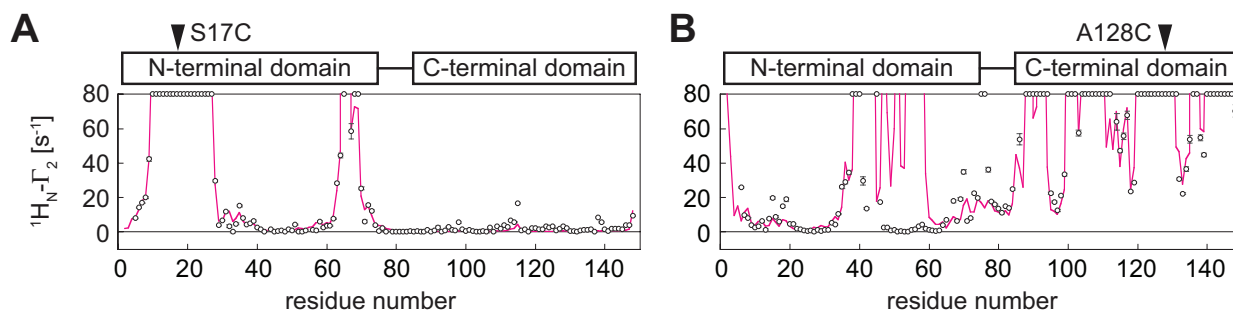 A
S17C
N-terminal domain
C-terminal domain
80
60
40
20
0
¹H_N-Γ₂ [s⁻¹]
0 20 40 60 80 100 120 140
residue number
B
A128C
N-terminal domain
C-terminal domain
80
60
40
20
0
0 20 40 60 80 100 120 140
residue number